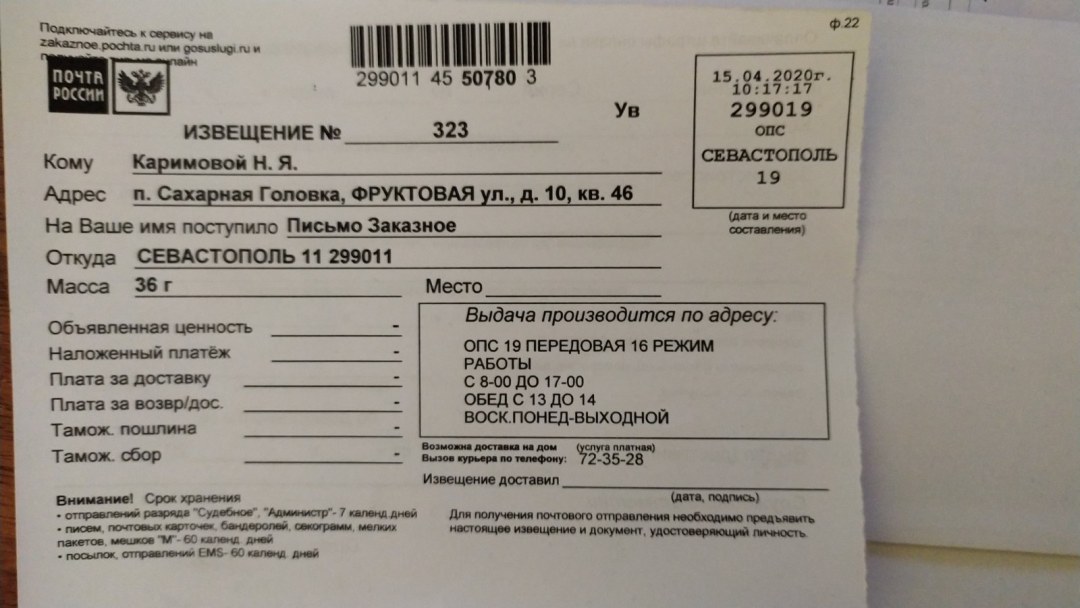 Подключайтесь к сервису на
zakaznoe.pochta.ru или gosuslugi.ru и
онлайн
ПОЧТА
РОССИИ
299011 45 50780 3
ф.22
Ув
15.04.2020г.
10:17:17
299019
ОПС
СЕВАСТОПОЛЬ
19
(дата и место
составления)
ИЗВЕЩЕНИЕ № 323
Кому Каримовой Н. Я.
Адрес п. Сахарная Головка, ФРУКТОВАЯ ул., д. 10, кв. 46
На Ваше имя поступило Письмо Заказное
Откуда СЕВАСТОПОЛЬ 11 299011
Масса 36 г Место
Объявленная ценность -
Наложенный платёж -
Плата за доставку -
Плата за возвр/дос. -
Тамож. пошлина -
Тамож. сбор -
Выдача производится по адресу:
ОПС 19 ПЕРЕДОВАЯ 16 РЕЖИМ
РАБОТЫ
С 8-00 ДО 17-00
ОБЕД С 13 ДО 14
ВОСК.ПОНЕД-ВЫХОДНОЙ
Возможна доставка на дом (услуга платная)
Вызов курьера по телефону: 72-35-28
Извещение доставил
(дата, подпись)
Внимание! Срок хранения
• отправлений разряда "Судебное", "Администр"- 7 календ.дней
• писем, почтовых карточек, бандеролей, секограмм, мелких
пакетов, мешков "М"- 60 календ. дней
• посылок, отправлений EMS- 60 календ. дней
Для получения почтового отправления необходимо предъявить
настоящее извещение и документ, удостоверяющий личность.